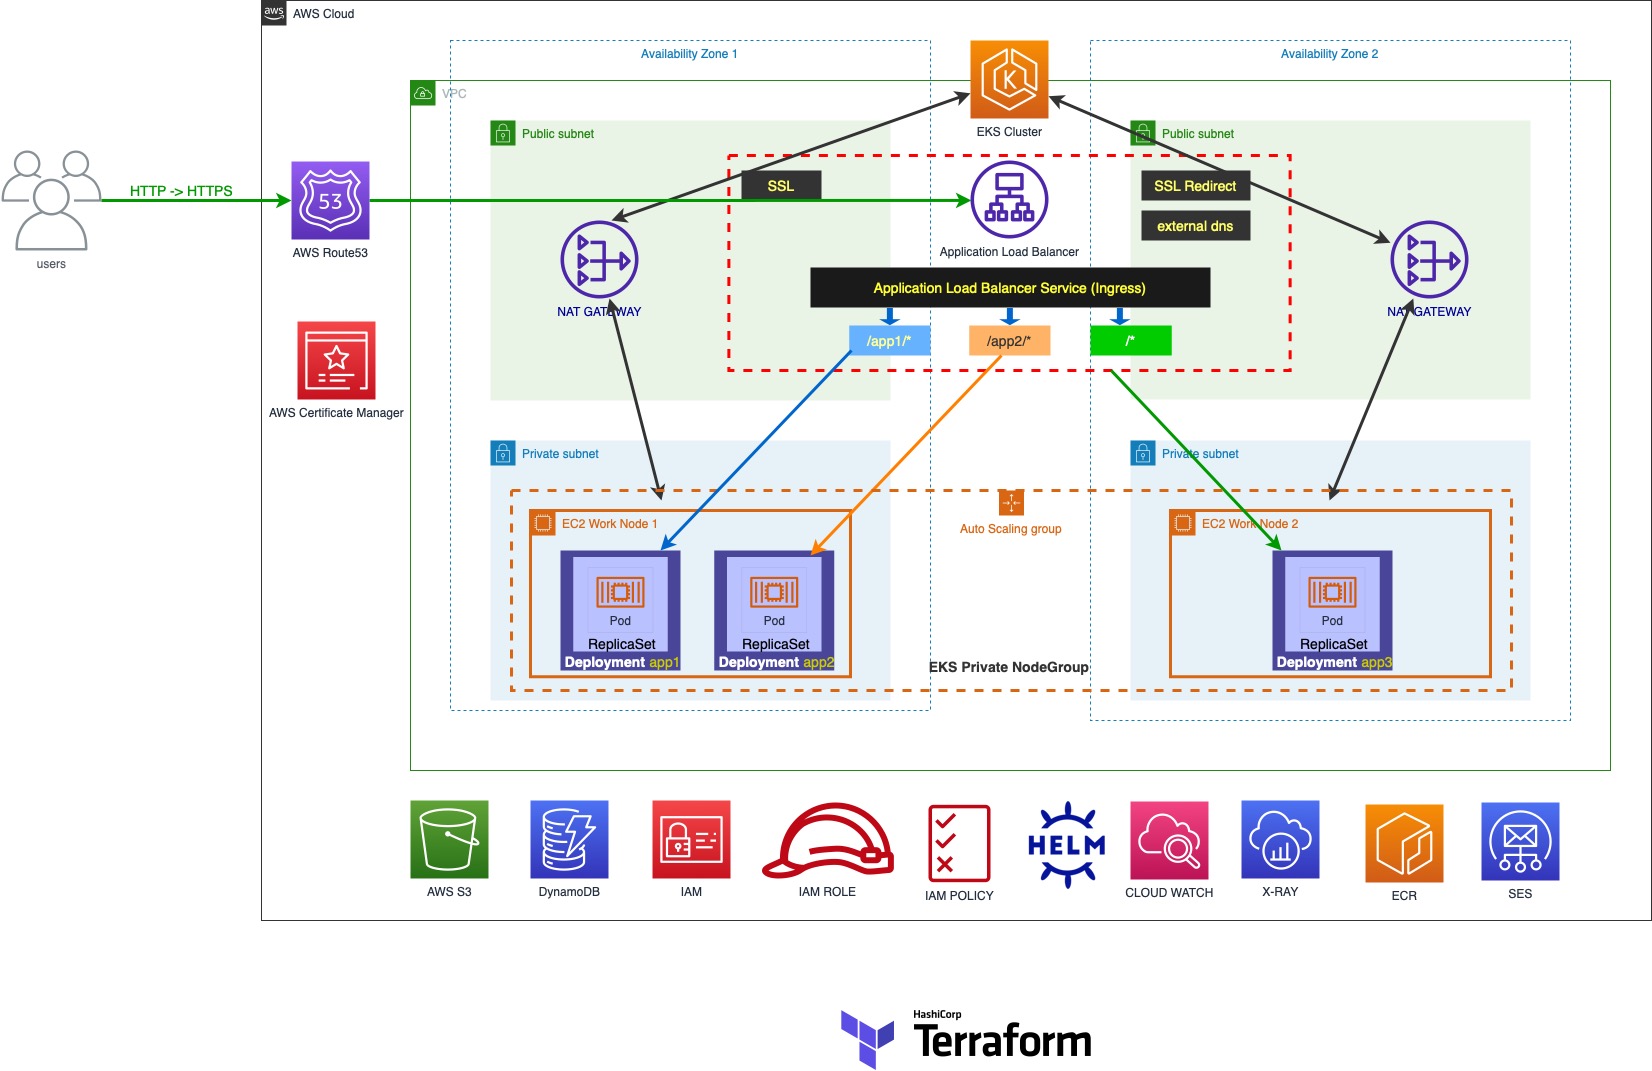 aws
AWS Cloud
Availability Zone 1
Availability Zone 2
VPC
EKS Cluster
Public subnet
Public subnet
HTTP -> HTTPS
users
53
AWS Route53
SSL
SSL Redirect
external dns
Application Load Balancer
NAT GATEWAY
NAT GATEWAY
Application Load Balancer Service (Ingress)
/app1/*
/app2/*
/*
AWS Certificate Manager
Private subnet
Private subnet
Auto Scaling group
EC2 Work Node 1
EC2 Work Node 2
Pod
ReplicaSet
Deployment app1
Pod
ReplicaSet
Deployment app2
Pod
ReplicaSet
Deployment app3
EKS Private NodeGroup
AWS S3
DynamoDB
IAM
IAM ROLE
IAM POLICY
HELM
CLOUD WATCH
X-RAY
ECR
SES
HashiCorp
Terraform